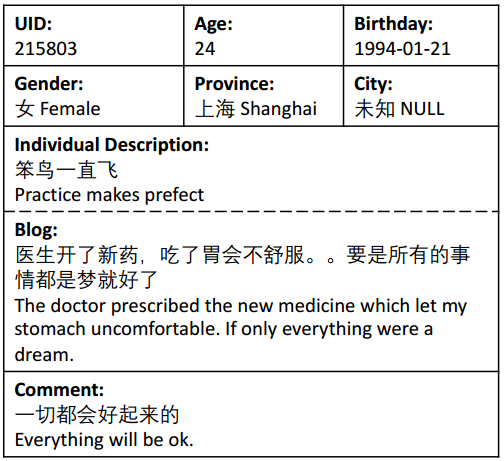 UID:
215803
Age:
24
Birthday:
1994-01-21
Gender:
女 Female
Province:
上海 Shanghai
City:
未知 NULL
Individual Description:
笨鸟一直飞
Practice makes prefect
Blog:
医生开了新药，吃了胃会不舒服。。要是所有的事
情都是梦就好了
The doctor prescribed the new medicine which let my
stomach uncomfortable. If only everything were a
dream.
Comment:
一切都会好起来的
Everything will be ok.